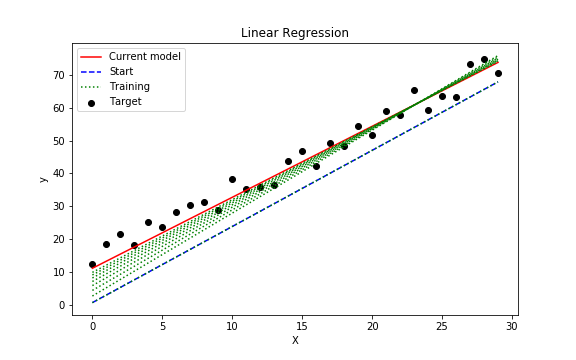 Linear Regression
Current model
Start
Training
Target
70
60
50
40
30
20
10
0
y
0 5 10 15 20 25 30
X